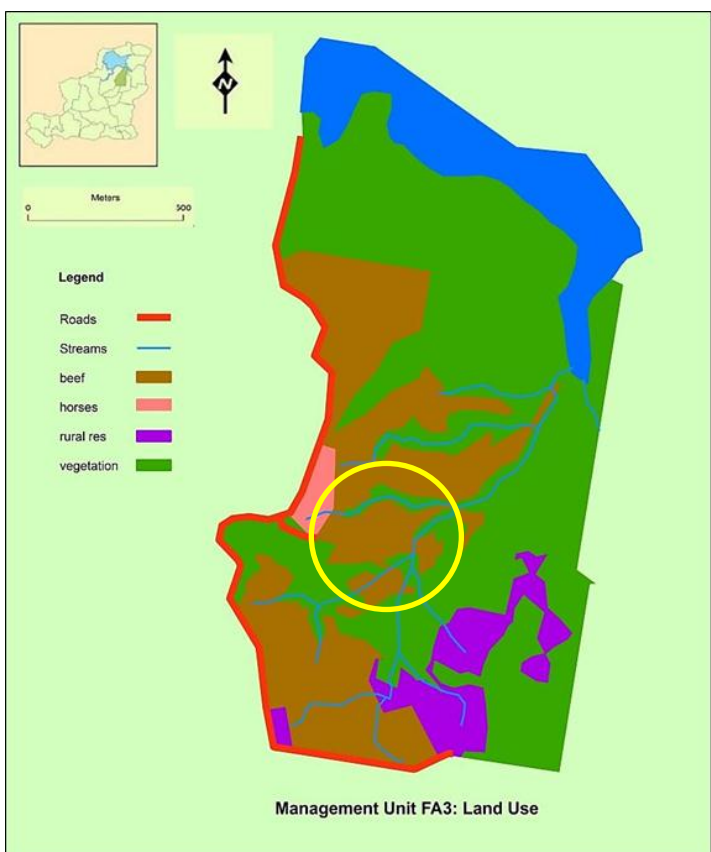 N
Meters
0 500
Legend
Roads
Streams
beef
horses
rural res
vegetation
Management Unit FA3: Land Use